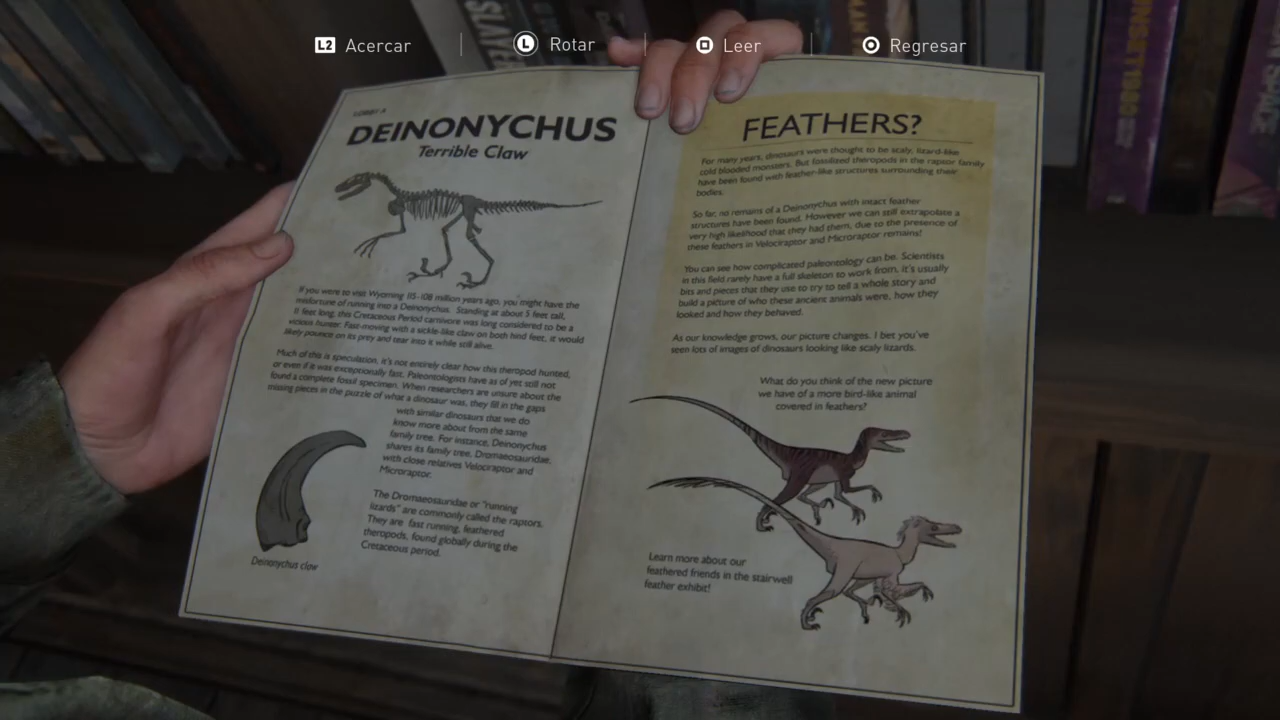 L2 Acercar
L Rotar
Leer
Regresar
LOBBY A
DEINONYCHUS
Terrible Claw
If you were to visit Wyoming 115-108 million years ago, you might have the
misfortune of running into a Deinonychus. Standing at about 5 feet tall,
11 feet long, this Cretaceous Period carnivore was long considered to be a
vicious hunter. Fast-moving with a sickle-like claw on both hind feet, it would
likely pounce on its prey and tear into it while still alive.
Much of this is speculation, it's not entirely clear how this theropod hunted,
or even if it was exceptionally fast. Paleontologists have as of yet still not
found a complete fossil specimen. When researchers are unsure about the
missing pieces in the puzzle of what a dinosaur was, they fill in the gaps
with similar dinosaurs that we do
know more about from the same
family tree. For instance, Deinonychus
shares its family tree, Dromaeosauridae,
with close relatives Velociraptor and
Microraptor.
The Dromaeosauridae or "running
lizards" are commonly called the raptors.
They are fast running, feathered
theropods, found globally during the
Cretaceous period.
Deinonychus claw
FEATHERS?
For many years, dinosaurs were thought to be scaly, lizard-like
cold blooded monsters. But fossilized theropods in the raptor family
have been found with feather-like structures surrounding their
bodies.
So far, no remains of a Deinonychus with intact feather
structures have been found. However we can still extrapolate a
very high likelihood that they had them, due to the presence of
these feathers in Velociraptor and Microraptor remains!
You can see how complicated paleontology can be. Scientists
in this field rarely have a full skeleton to work from, it's usually
bits and pieces that they use to try to tell a whole story and
build a picture of who these ancient animals were, how they
looked and how they behaved.
As our knowledge grows, our picture changes. I bet you've
seen lots of images of dinosaurs looking like scaly lizards.
What do you think of the new picture
we have of a more bird-like animal
covered in feathers?
Learn more about our
feathered friends in the stairwell
feather exhibit!